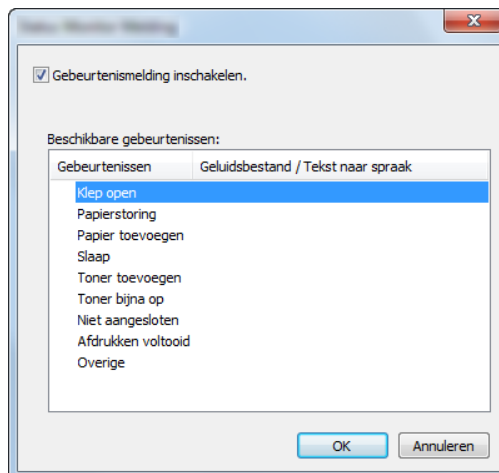 Gebeurtenismelding inschakelen.
Beschikbare gebeurtenissen:
Gebeurtenissen Geluidsbestand / Tekst naar spraak
Klep open
Papierstoring
Papier toevoegen
Slaap
Toner toevoegen
Toner bijna op
Niet aangesloten
Afdrukken voltooid
Overige
OK Annuleren